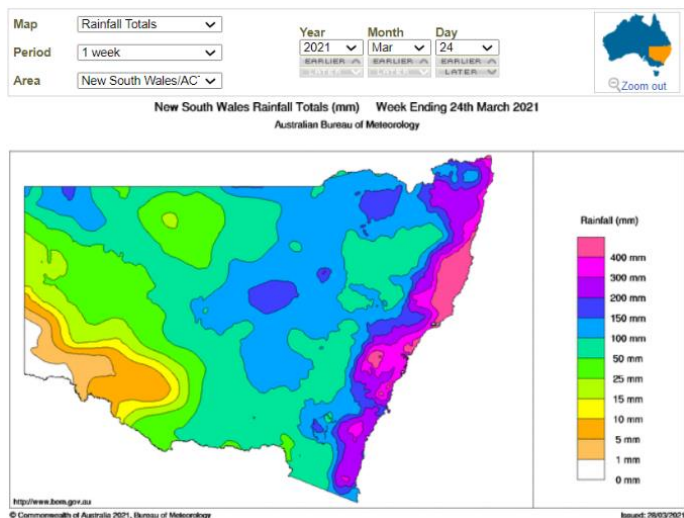 Map Rainfall Totals
Period 1 week
Area New South Wales/AC
Year Month Day
2021 Mar 24
EARLIER EARLIER EARLIER
LATER LATER LATER
Zoom out
New South Wales Rainfall Totals (mm) Week Ending 24th March 2021
Australian Bureau of Meteorology
Rainfall (mm)
400 mm
300 mm
200 mm
150 mm
100 mm
50 mm
25 mm
15 mm
10 mm
5 mm
1 mm
0 mm
http://www.bom.gov.au
© Commonwealth of Australia 2021, Bureau of Meteorology
Issued: 28/03/2021